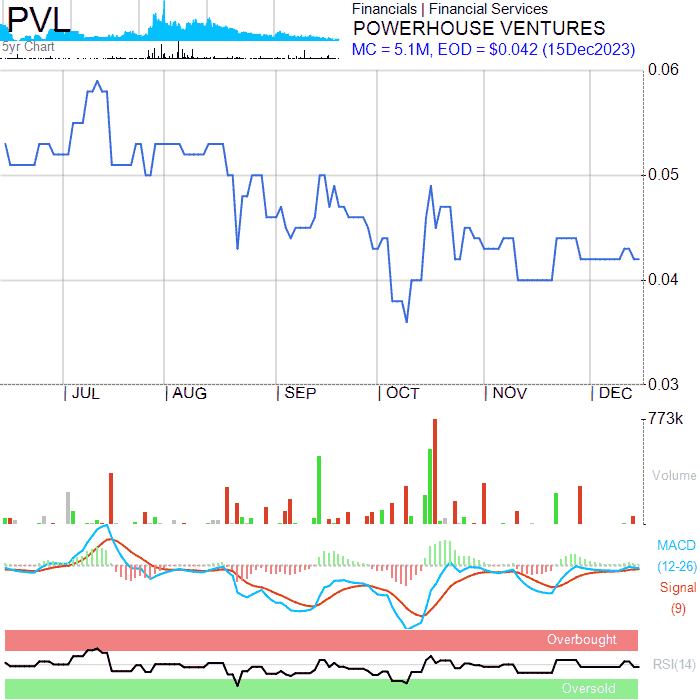 PVL
5yr Chart
Financials | Financial Services
POWERHOUSE VENTURES
MC = 5.1M, EOD = $0.042 (15Dec2023)
0.06
0.05
0.04
0.03
JUL AUG SEP OCT NOV DEC
773k
Volume
MACD
(12-26)
Signal
(9)
Overbought
RSI(14)
Oversold